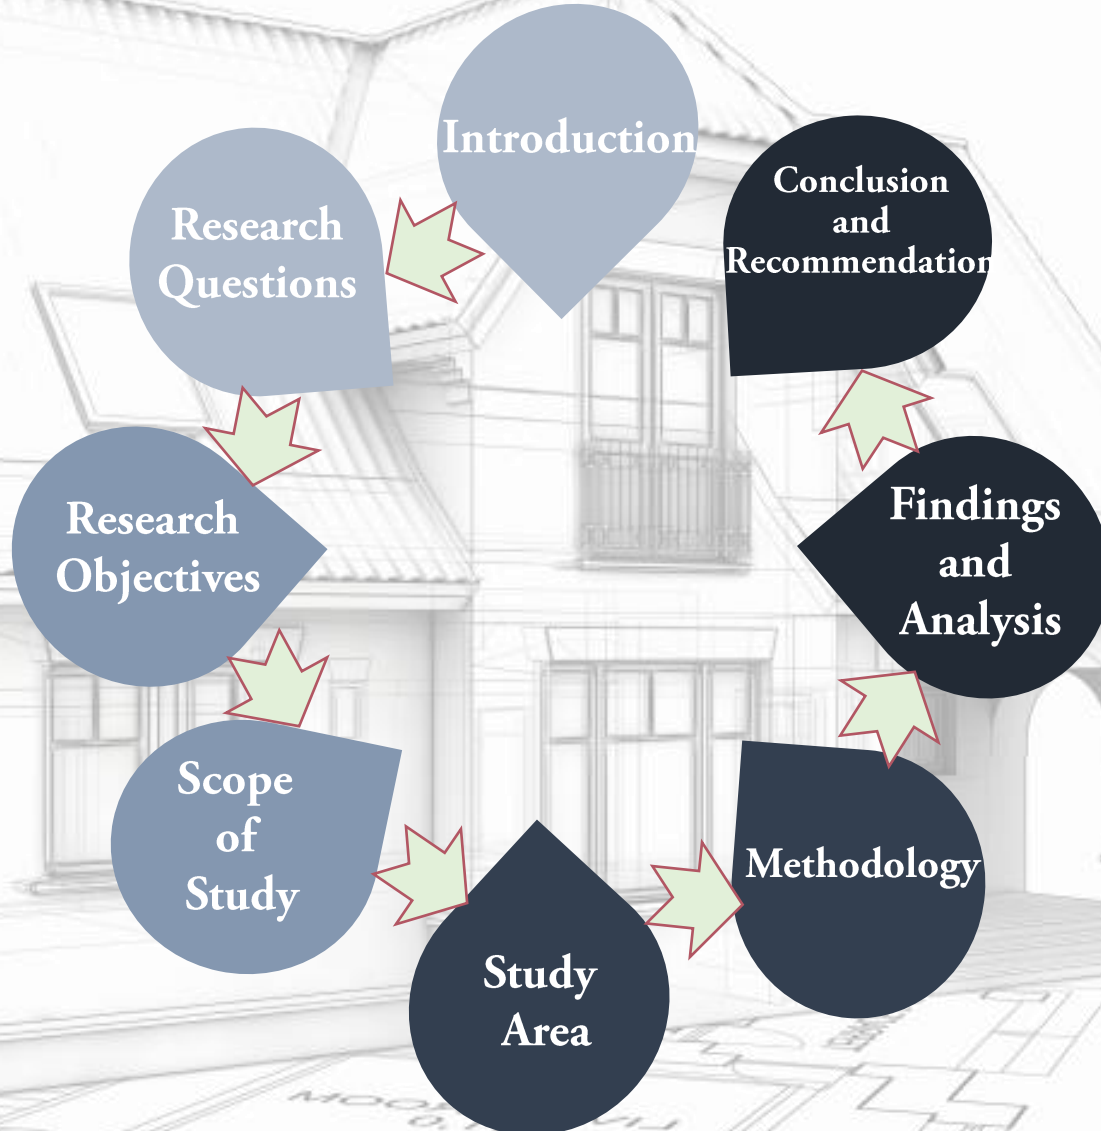 Introduction
Research
Questions
Research
Objectives
Scope
of
Study
Study
Area
Methodology
Findings
and
Analysis
Conclusion
and
Recommendation